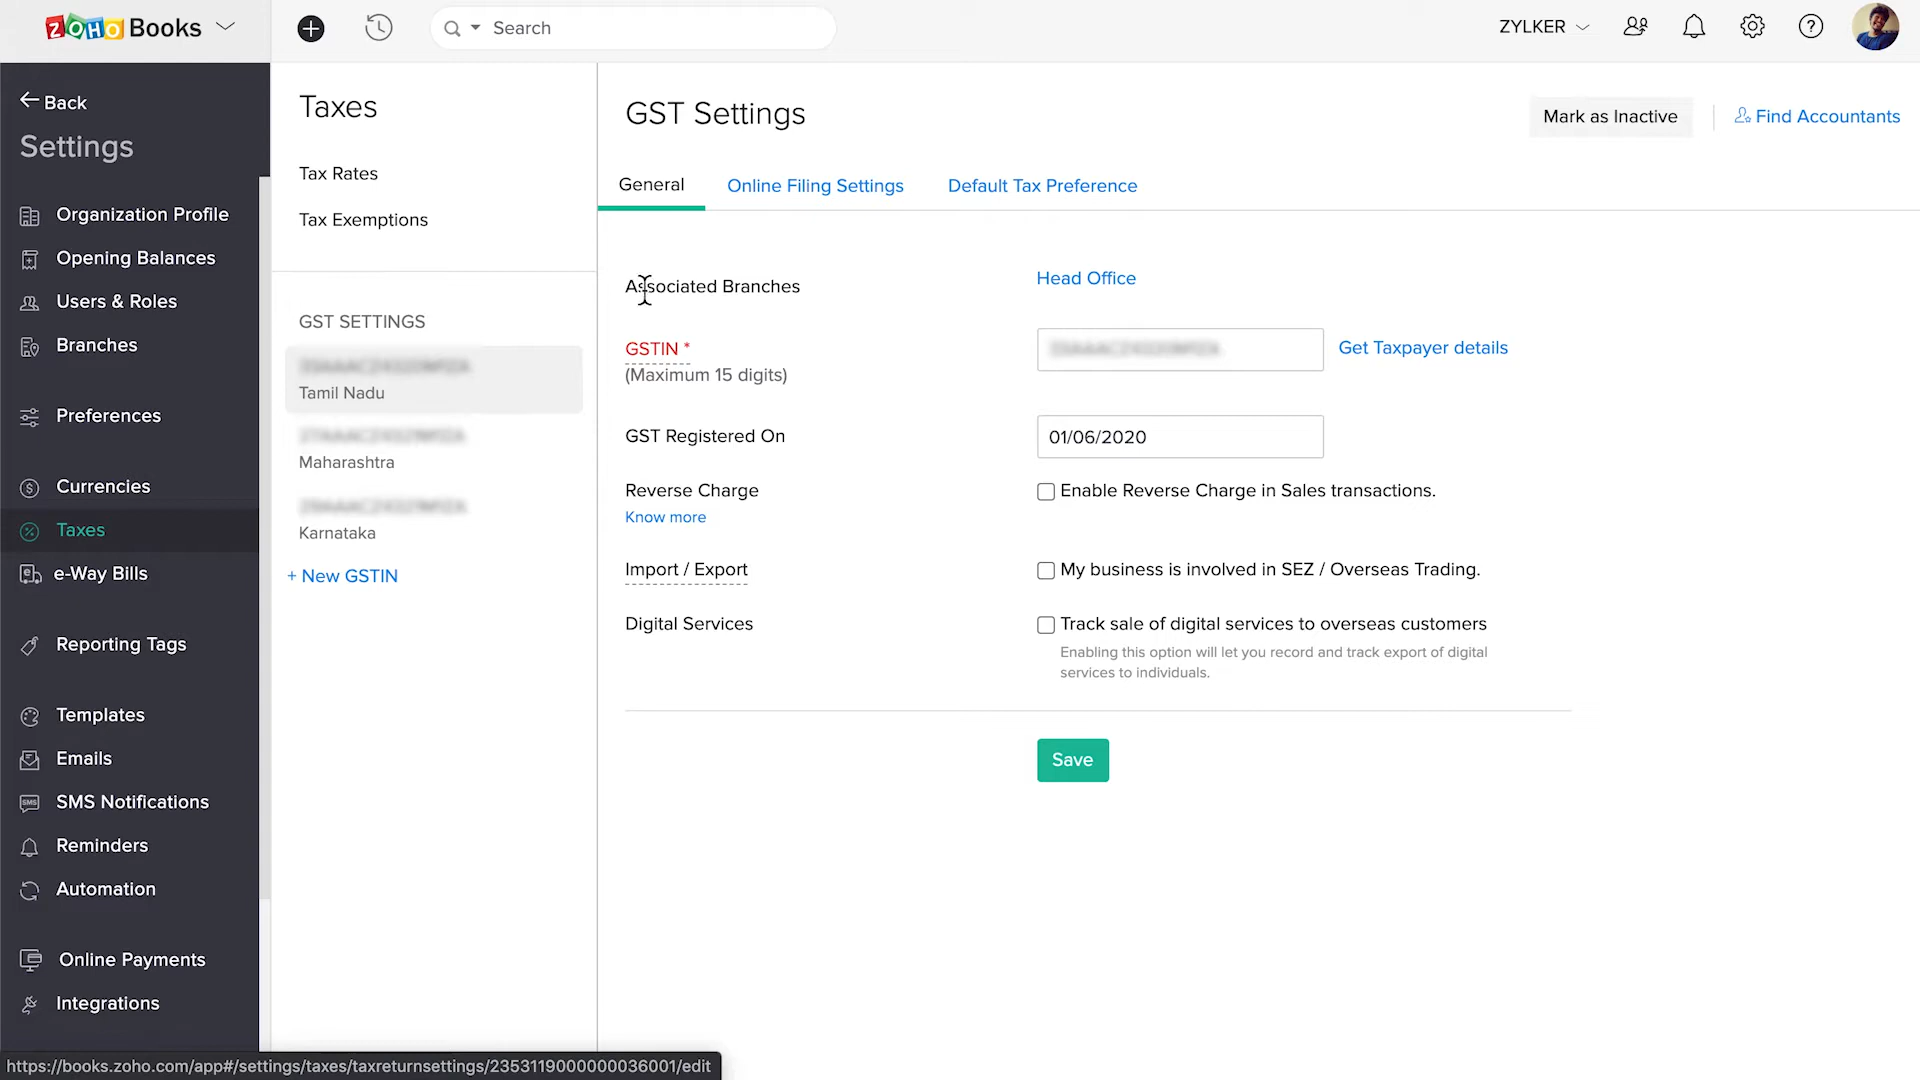 ZOHO Books
Search
ZYLKER
Back
Settings
Organization Profile
Opening Balances
Users & Roles
Branches
Preferences
Currencies
Taxes
e-Way Bills
Reporting Tags
Templates
Emails
SMS Notifications
Reminders
Automation
Online Payments
Integrations
Taxes
Tax Rates
Tax Exemptions
GST SETTINGS
Tamil Nadu
Maharashtra
Karnataka
+ New GSTIN
GST Settings
Mark as Inactive
Find Accountants
General
Online Filing Settings
Default Tax Preference
Associated Branches
Head Office
GSTIN *
(Maximum 15 digits)
Get Taxpayer details
GST Registered On
01/06/2020
Reverse Charge
Know more
Enable Reverse Charge in Sales transactions.
Import / Export
My business is involved in SEZ / Overseas Trading.
Digital Services
Track sale of digital services to overseas customers
Enabling this option will let you record and track export of digital
services to individuals.
Save
https://books.zoho.com/app#/settings/taxes/taxreturnsettings/2353119000000036001/edit